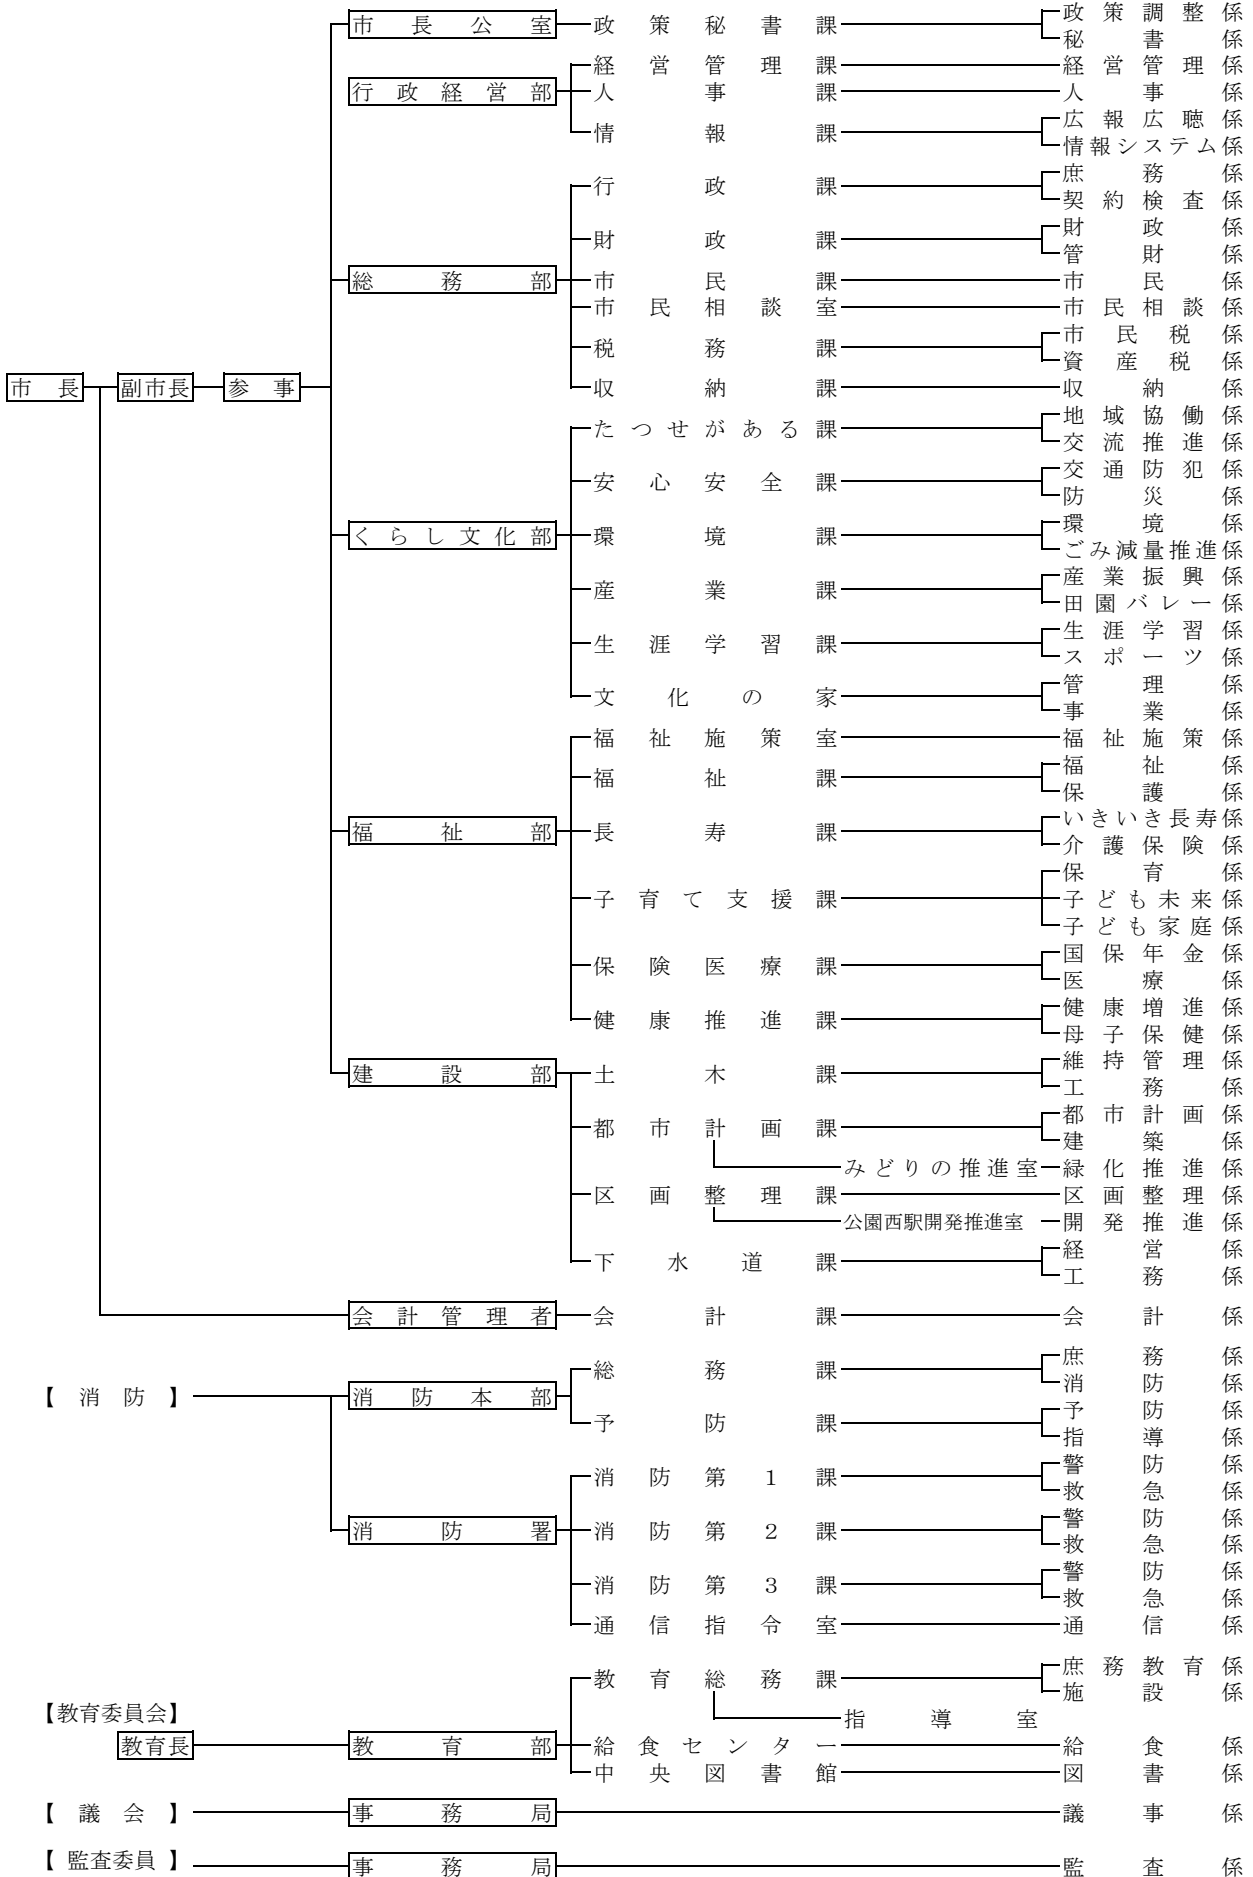 市長公室 政策秘書課 政策調整係
秘書係
経営管理課 経営管理係
行政経営部 人事課 人事係
情報課 広報広聴係
情報システム係
行政課 庶務係
契約検査係
財政課 財政係
管財係
総務部 市民課 市民係
市民相談室 市民相談係
税務課 市民税係
資産税係
市長 副市長 参事 収納課 収納係
たつせがある課 地域協働係
交流推進係
安心安全課 交通防犯係
防災係
くらし文化部 環境課 環境係
ごみ減量推進係
産業課 産業振興係
田園バレー係
生涯学習課 生涯学習係
スポーツ係
文化の家 管理係
事業係
福祉施策室 福祉施策係
福祉課 福祉係
保護係
福祉部 長寿課 いきいき長寿係
介護保険係
保育係
子育て支援課 子ども未来係
子ども家庭係
保険医療課 国保年金係
医療係
健康推進課 健康増進係
母子保健係
建設部 土木課 維持管理係
工務係
都市計画課 都市計画係
建築係
みどりの推進室 緑化推進係
区画整理課 区画整理係
公園西駅開発推進室 開発推進係
下水道課 経営係
工務係
会計管理者 会計課 会計係
総務課 庶務係
【消防】 消防本部 消防係
予防課 予防係
指導係
消防第1課 警防係
救急係
消防署 消防第2課 警防係
救急係
消防第3課 警防係
救急係
通信指令室 通信係
教育総務課 庶務教育係
施設係
【教育委員会】 指導室
教育長 教育部 給食センター 給食係
中央図書館 図書係
【議会】 事務局 議事係
【監査委員】 事務局 監査係